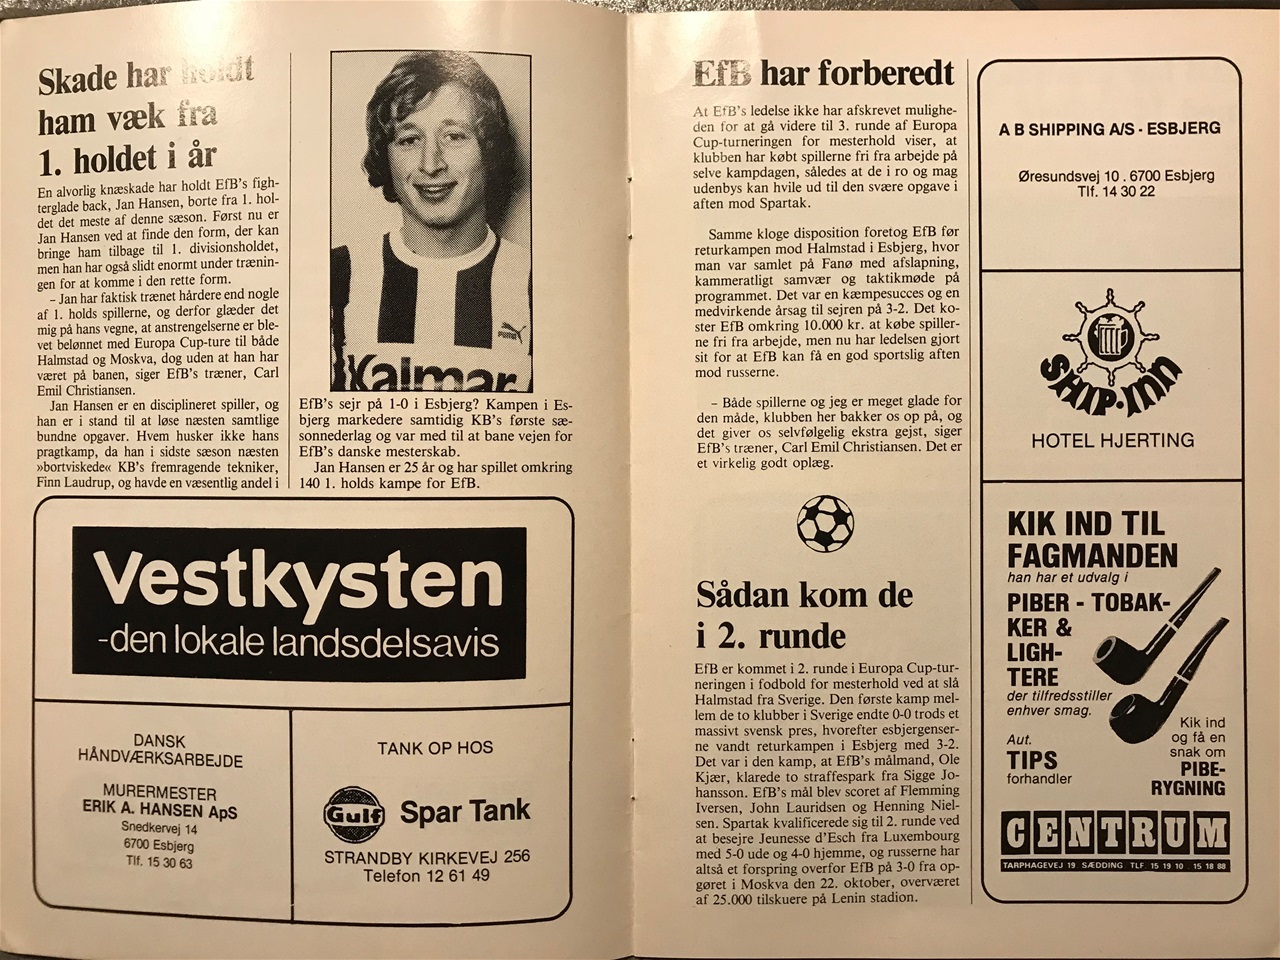 Skade har holdt
ham væk fra
1. holdet i år
En alvorlig knæskade har holdt EfB's figh-
terglade back, Jan Hansen, borte fra 1. hol-
det det meste af denne sæson. Først nu er
Jan Hansen ved at finde den form, der kan
bringe ham tilbage til 1. divisionsholdet,
men han har også slidt enormt under trænin-
gen for at komme i den rette form.
– Jan har faktisk trænet hårdere end nogle
af 1. holds spillerne, og derfor glæder det
mig på hans vegne, at anstrengelserne er ble-
vet belønnet med Europa Cup-ture til både
Halmstad og Moskva, dog uden at han har
været på banen, siger EfB's træner, Carl
Emil Christiansen.
Jan Hansen er en disciplineret spiller, og
han er i stand til at løse næsten samtlige
bundne opgaver. Hvem husker ikke hans
pragtkamp, da han i sidste sæson næsten
»bortviskede« KB's fremragende tekniker,
Finn Laudrup, og havde en væsentlig andel i
PUMA
Kalmar
EfB's sejr på 1-0 i Esbjerg? Kampen i Es-
bjerg markedere samtidig KB's første sæ-
sonnederlag og var med til at bane vejen for
EfB's danske mesterskab.
Jan Hansen er 25 år og har spillet omkring
140 1. holds kampe for EfB.
Vestkysten
-den lokale landsdelsavis
DANSK
HÅNDVÆRKSARBEJDE
MURERMESTER
ERIK A. HANSEN ApS
Snedkervej 14
6700 Esbjerg
Tlf. 15 30 63
TANK OP HOS
Gulf Spar Tank
STRANDBY KIRKEVEJ 256
Telefon 12 61 49
EfB har forberedt
At EfB's ledelse ikke har afskrevet mulighe-
den for at gå videre til 3. runde af Europa
Cup-turneringen for mesterhold viser, at
klubben har købt spillerne fri fra arbejde på
selve kampdagen, således at de i ro og mag
udenbys kan hvile ud til den svære opgave i
aften mod Spartak.
Samme kloge disposition foretog EfB før
returkampen mod Halmstad i Esbjerg, hvor
man var samlet på Fanø med afslapning,
kammeratligt samvær og taktikmøde på
programmet. Det var en kæmpesucces og en
medvirkende årsag til sejren på 3-2. Det ko-
ster EfB omkring 10.000 kr. at købe spiller-
ne fri fra arbejde, men nu har ledelsen gjort
sit for at EfB kan få en god sportslig aften
mod russerne.
– Både spillerne og jeg er meget glade for
den måde, klubben her bakker os op på, og
det giver os selvfølgelig ekstra gejst, siger
EfB's træner, Carl Emil Christiansen. Det er
et virkelig godt oplæg.
Sådan kom de
i 2. runde
EfB er kommet i 2. runde i Europa Cup-tur-
neringen i fodbold for mesterhold ved at slå
Halmstad fra Sverige. Den første kamp mel-
lem de to klubber i Sverige endte 0-0 trods et
massivt svensk pres, hvorefter esbjergenser-
ne vandt returkampen i Esbjerg med 3-2.
Det var i den kamp, at EfB's målmand, Ole
Kjær, klarede to straffespark fra Sigge Jo-
hansson. EfB's mål blev scoret af Flemming
Iversen, John Lauridsen og Henning Niel-
sen. Spartak kvalificerede sig til 2. runde ved
at besejre Jeunesse d'Esch fra Luxembourg
med 5-0 ude og 4-0 hjemme, og russerne har
altså et forspring overfor EfB på 3-0 fra op-
gøret i Moskva den 22. oktober, overværet
af 25.000 tilskuere på Lenin stadion.
A B SHIPPING A/S - ESBJERG
Øresundsvej 10 . 6700 Esbjerg
Tlf. 14 30 22
SHIP-INN
HOTEL HJERTING
KIK IND TIL
FAGMANDEN
han har et udvalg i
PIBER - TOBAK-
KER &
LIGH-
TERE
der tilfredsstiller
enhver smag.
Aut.
TIPS
forhandler
Kik ind
og få en
snak om
PIBE-
RYGNING
CENTRUM
TARPHAGEVEJ 19 SÆDDING TLF 15 19 10 15 18 88